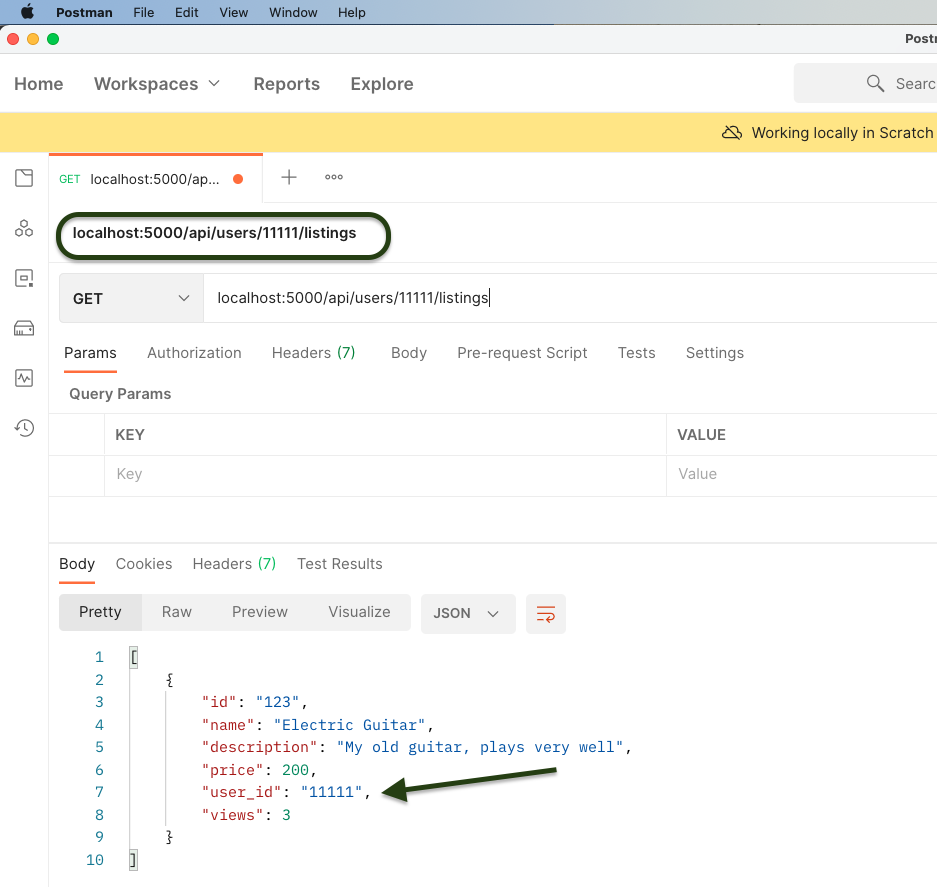 Postman File Edit View Window Help
Home Workspaces Reports Explore
Working locally in Scratch
GET localhost:5000/ap...
localhost:5000/api/users/11111/listings
GET localhost:5000/api/users/11111/listings
Params Authorization Headers (7) Body Pre-request Script Tests Settings
Query Params
KEY VALUE
Key Value
Body Cookies Headers (7) Test Results
Pretty Raw Preview Visualize JSON
1 [
2 {
3 "id": "123",
4 "name": "Electric Guitar",
5 "description": "My old guitar, plays very well",
6 "price": 200,
7 "user_id": "11111",
8 "views": 3
9 }
10 ]